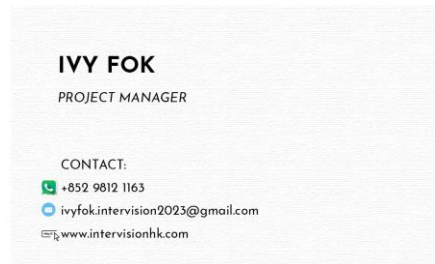 IVY FOK
PROJECT MANAGER
CONTACT:
+852 9812 1163
ivyfok.intervision2023@gmail.com
www.intervisionhk.com